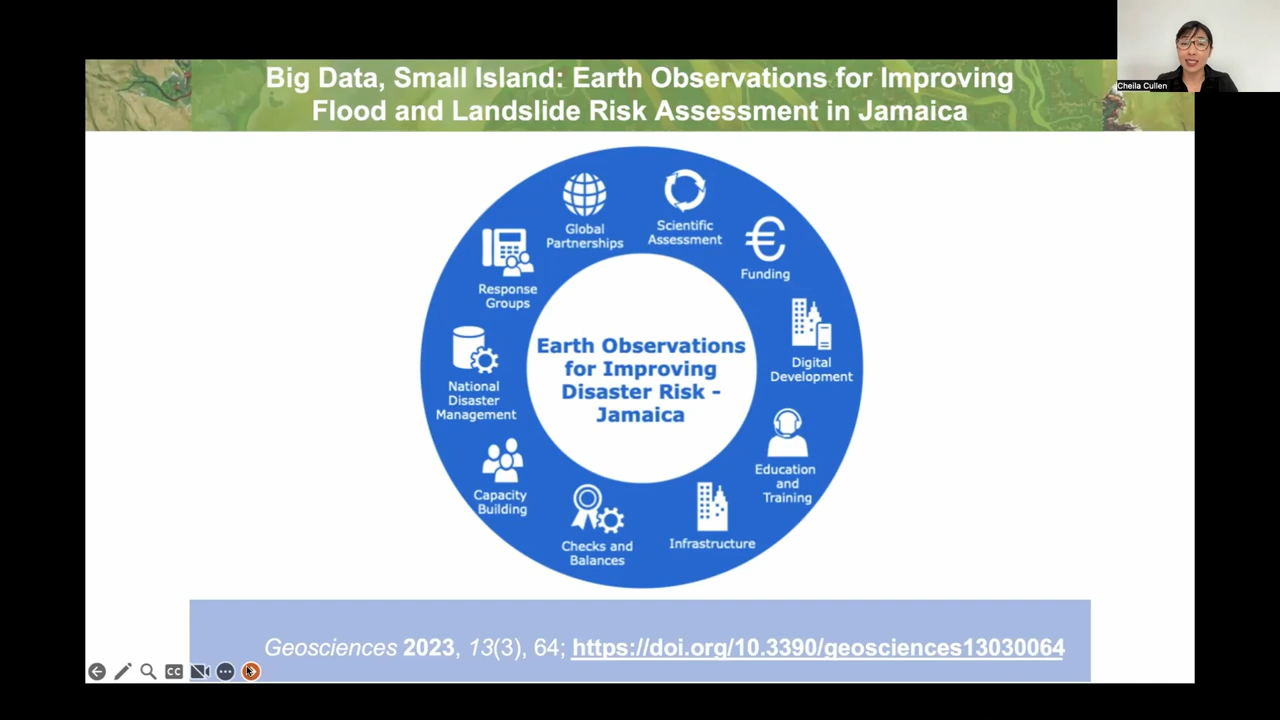 Big Data, Small Island: Earth Observations for Improving
Flood and Landslide Risk Assessment in Jamaica
Cheila Cullen
Global
Partnerships
Scientific
Assessment
€
Funding
Digital
Development
Education
and
Training
Infrastructure
Checks and
Balances
Capacity
Building
National
Disaster
Management
Response
Groups
Earth Observations
for Improving
Disaster Risk -
Jamaica
Geosciences 2023, 13(3), 64; https://doi.org/10.3390/geosciences13030064
CC